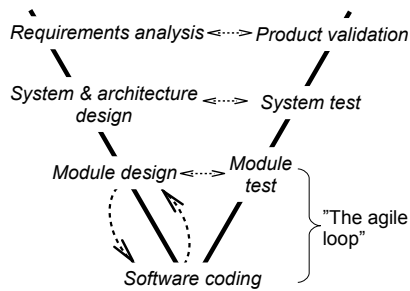 Requirements analysis
Product validation
System & architecture
design
System test
Module design
Module
test
"The agile
loop"
Software coding